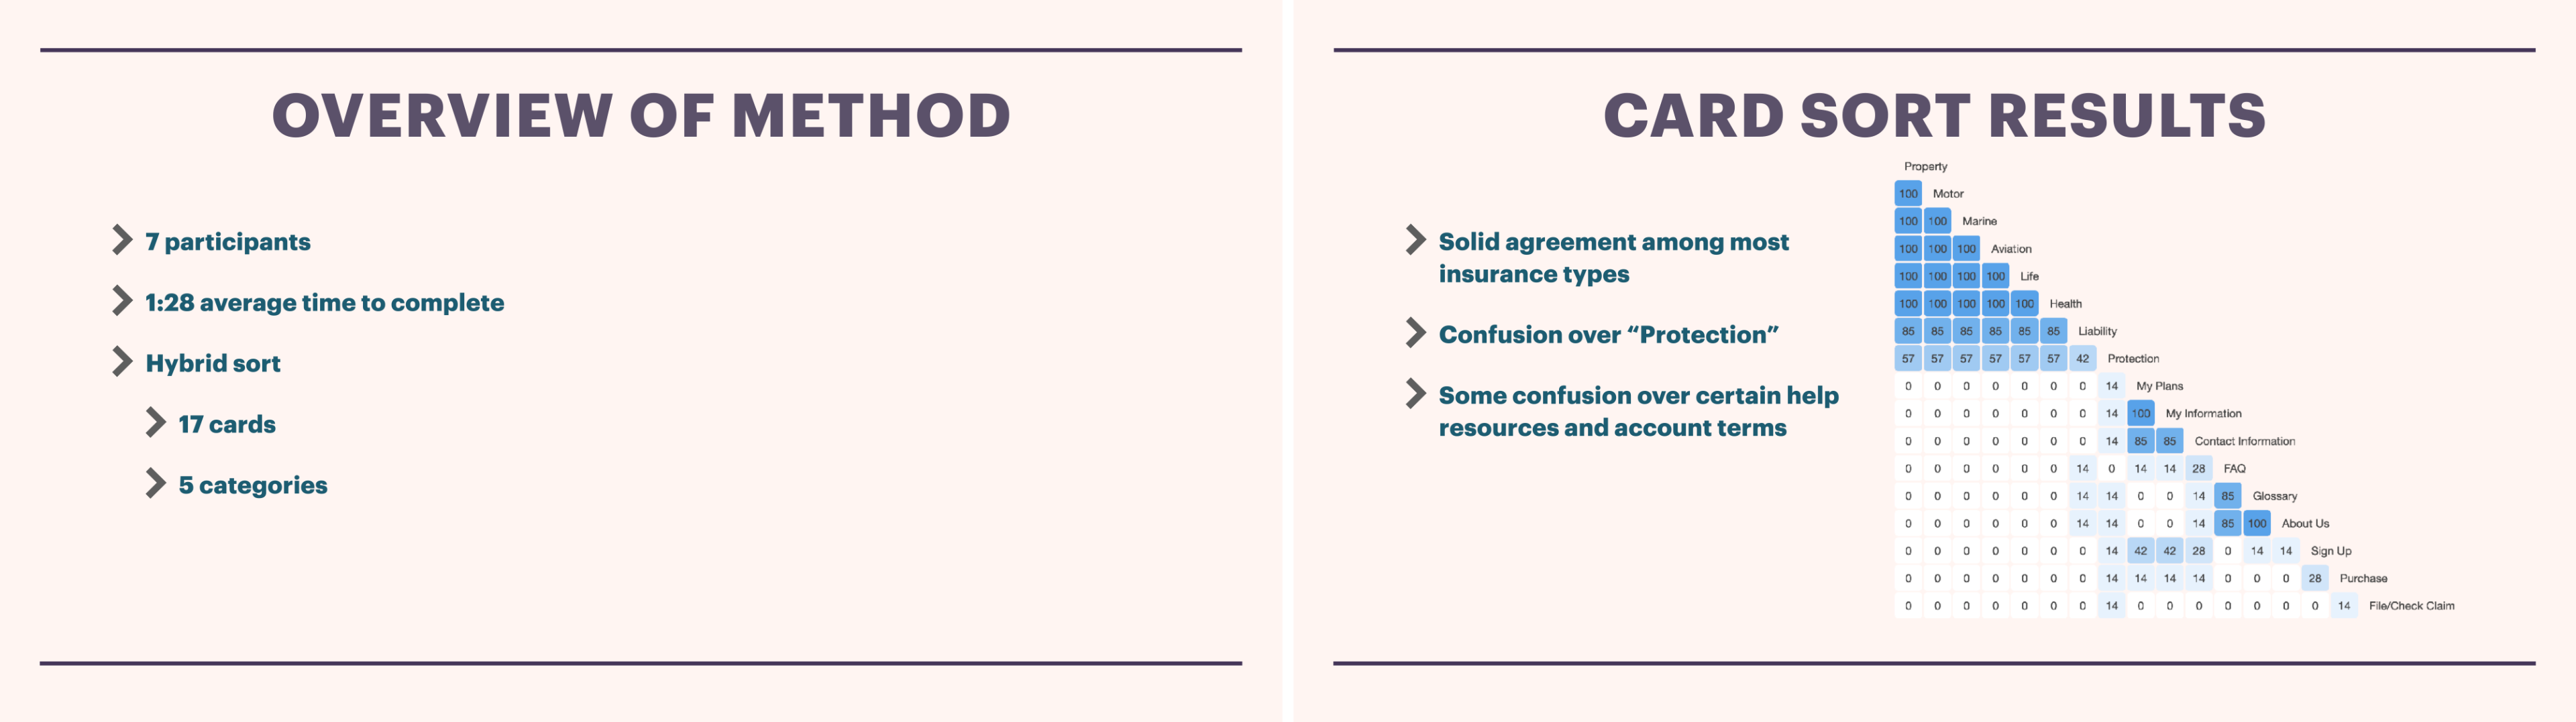 OVERVIEW OF METHOD
7 participants
1:28 average time to complete
Hybrid sort
17 cards
5 categories
CARD SORT RESULTS
Solid agreement among most
insurance types
Confusion over “Protection”
Some confusion over certain help
resources and account terms
Property
100 Motor
100 100 Marine
100 100 100 Aviation
100 100 100 100 Life
100 100 100 100 100 Health
85 85 85 85 85 85 Liability
57 57 57 57 57 57 42 Protection
0 0 0 0 0 0 0 14 My Plans
0 0 0 0 0 0 0 14 100 My Information
0 0 0 0 0 0 0 14 85 85 Contact Information
0 0 0 0 0 0 14 0 14 14 28 FAQ
0 0 0 0 0 0 14 14 0 0 14 85 Glossary
0 0 0 0 0 0 14 14 0 0 14 85 100 About Us
0 0 0 0 0 0 0 14 42 42 28 0 14 14 Sign Up
0 0 0 0 0 0 0 14 14 14 14 0 0 0 28 Purchase
0 0 0 0 0 0 0 14 0 0 0 0 0 0 0 14 File/Check Claim